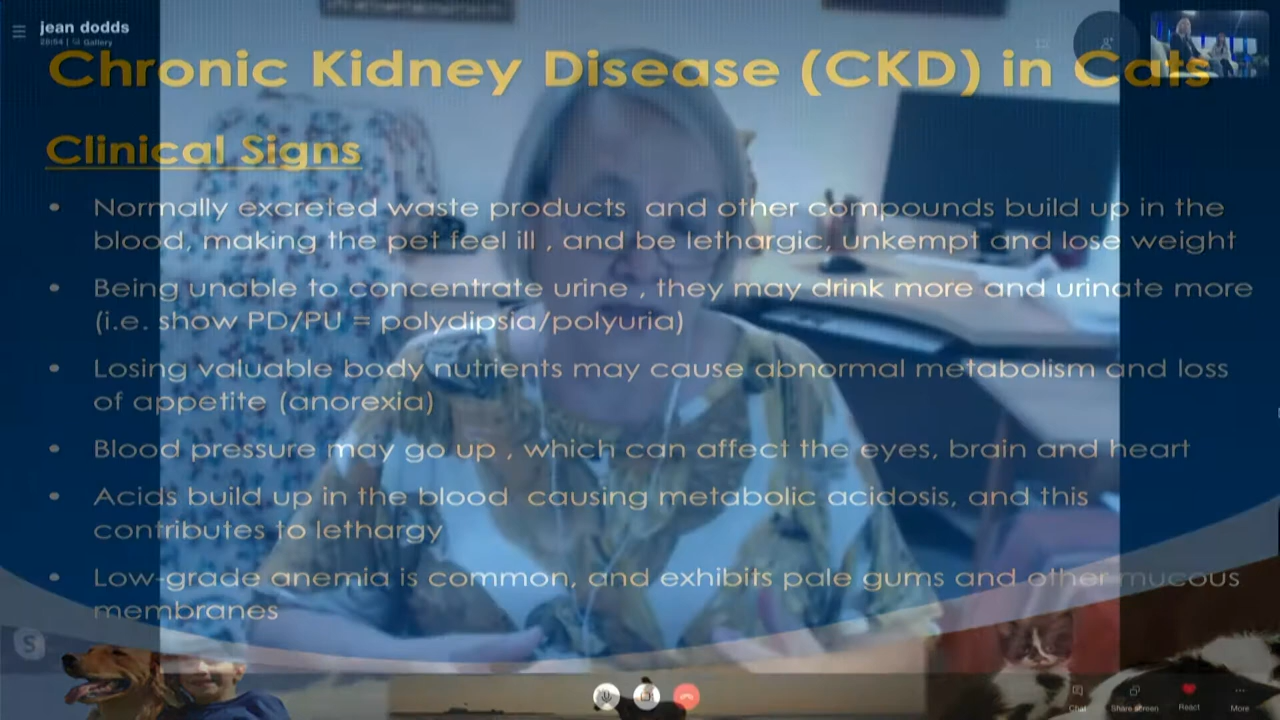 jean dodds
28:54 | Gallery
Chronic Kidney Disease (CKD) in Cats
Clinical Signs
• Normally excreted waste products and other compounds build up in the
blood, making the pet feel ill , and be lethargic, unkempt and lose weight
• Being unable to concentrate urine , they may drink more and urinate more
(i.e. show PD/PU = polydipsia/polyuria)
• Losing valuable body nutrients may cause abnormal metabolism and loss
of appetite (anorexia)
• Blood pressure may go up , which can affect the eyes, brain and heart
• Acids build up in the blood causing metabolic acidosis, and this
contributes to lethargy
• Low-grade anemia is common, and exhibits pale gums and other mucous
membranes
S
Chat Share screen React More